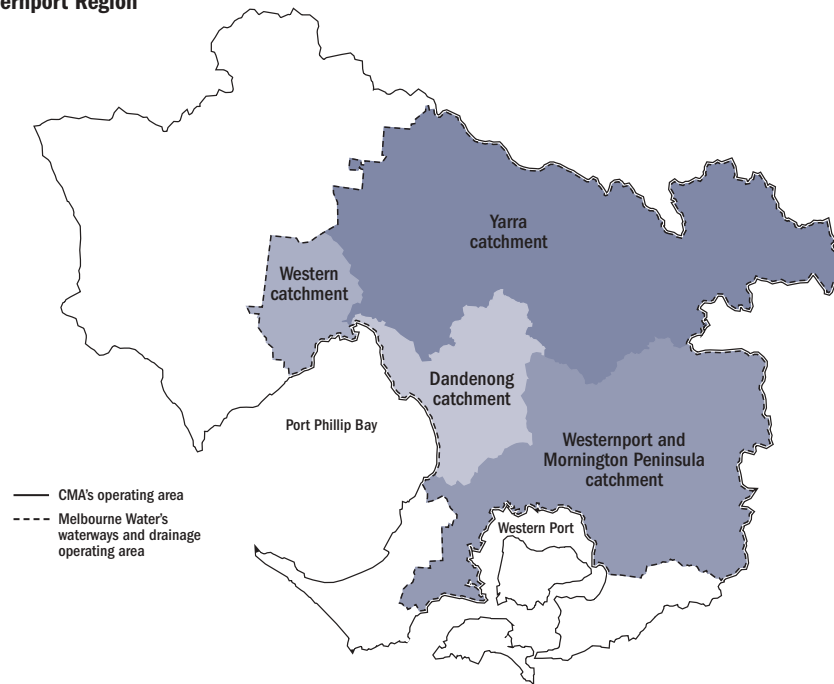 ernport Region
Yarra
catchment
Western
catchment
Dandenong
catchment
Port Phillip Bay
Westernport and
Mornington Peninsula
catchment
CMA's operating area
Melbourne Water's
waterways and drainage
operating area
Western Port